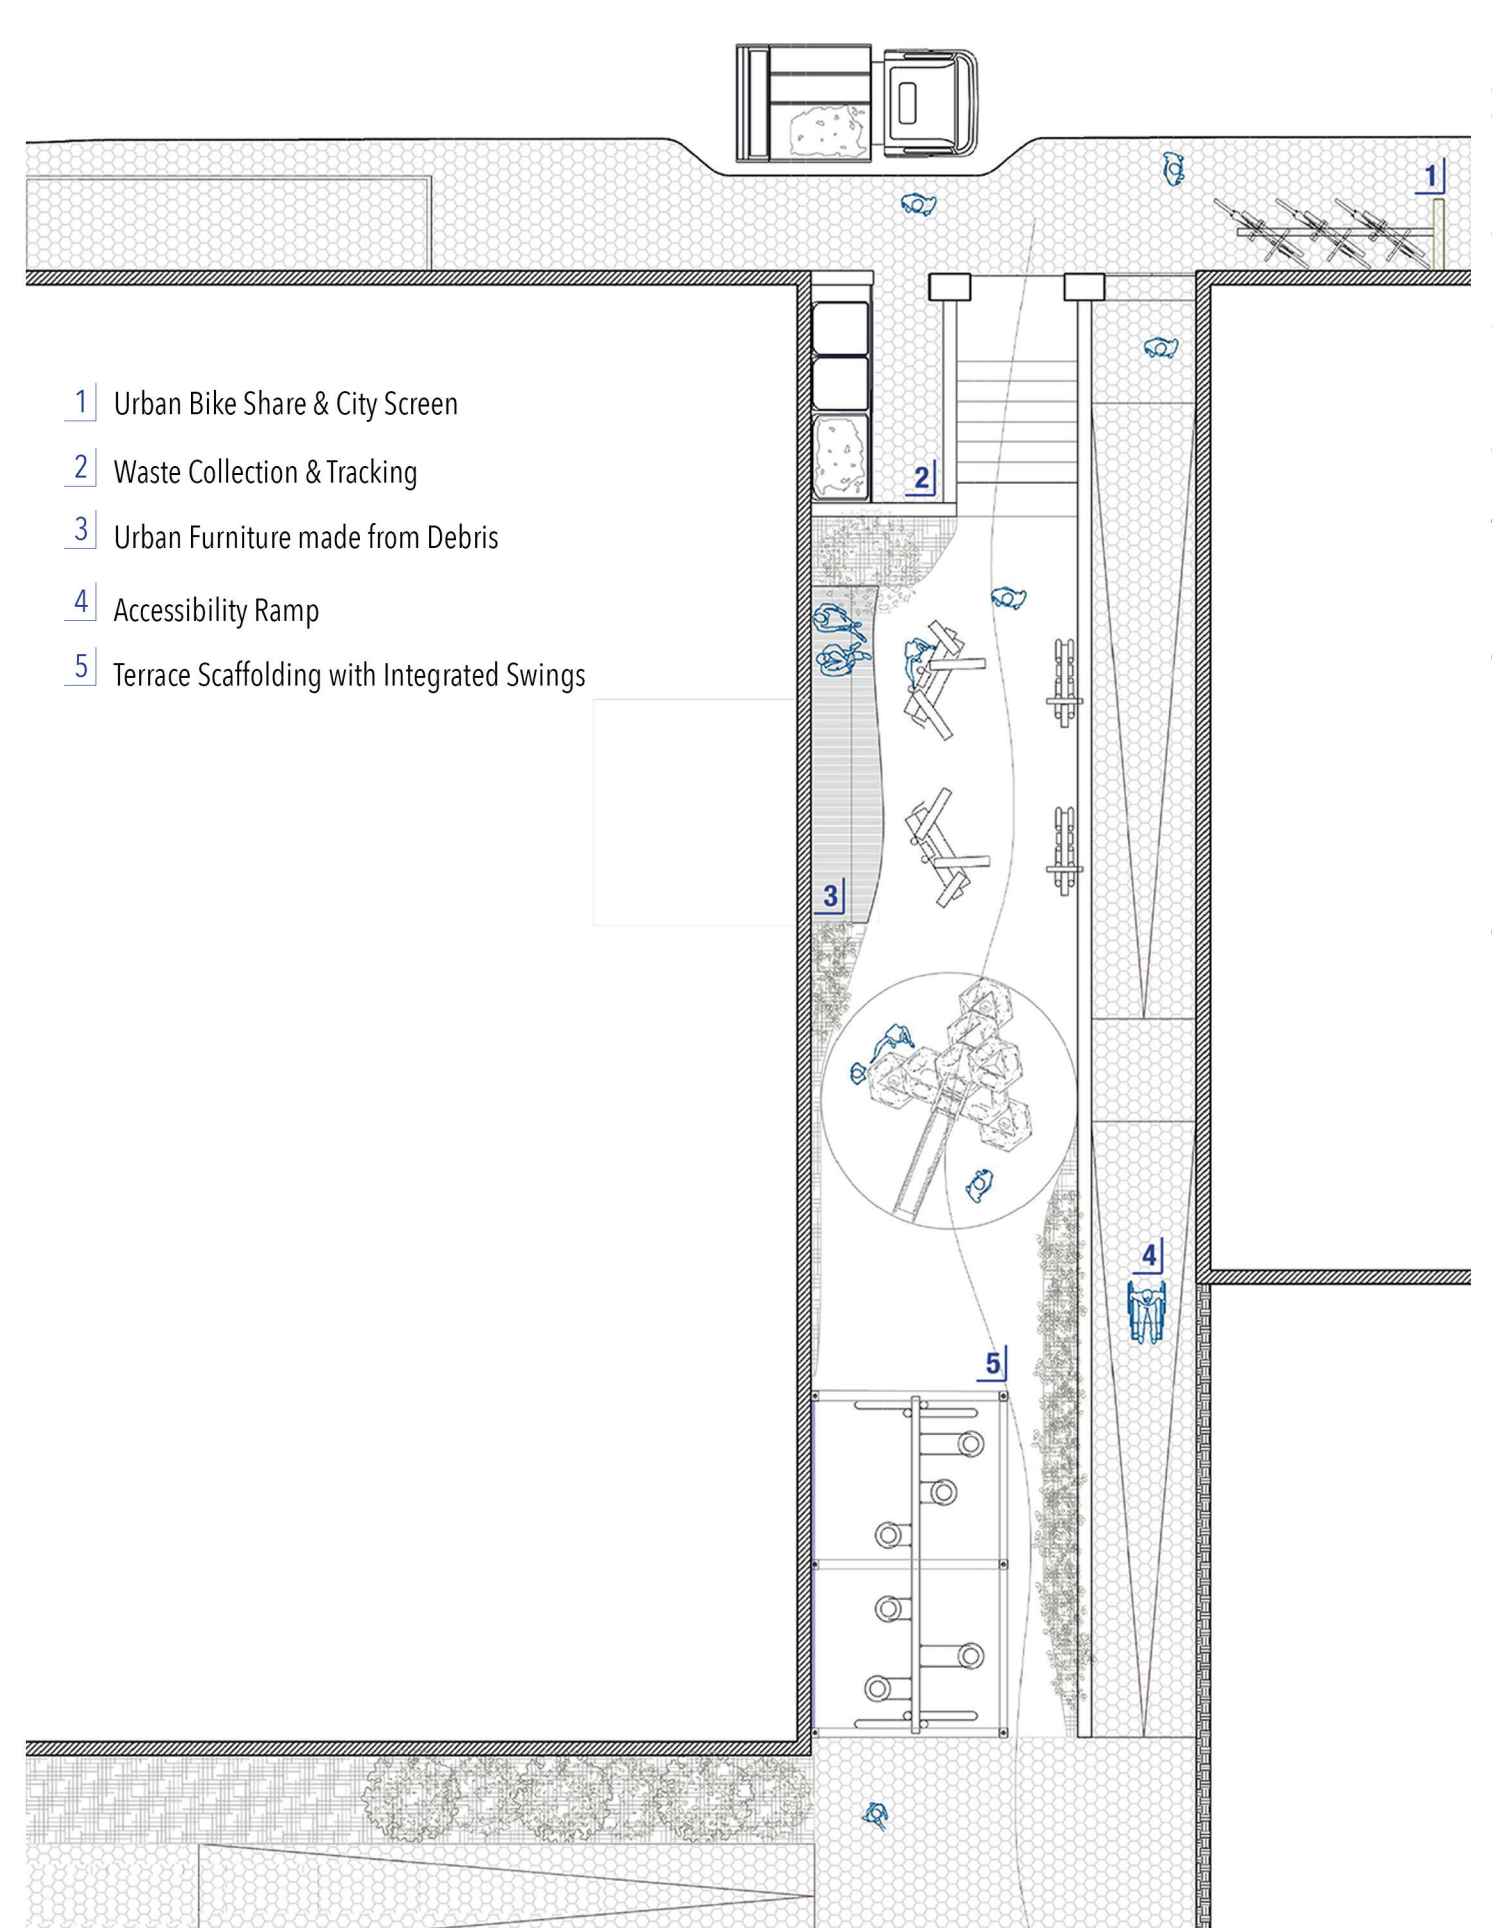 1
1 Urban Bike Share & City Screen
2 Waste Collection & Tracking
2
3 Urban Furniture made from Debris
4 Accessibility Ramp
5 Terrace Scaffolding with Integrated Swings
3
4
5